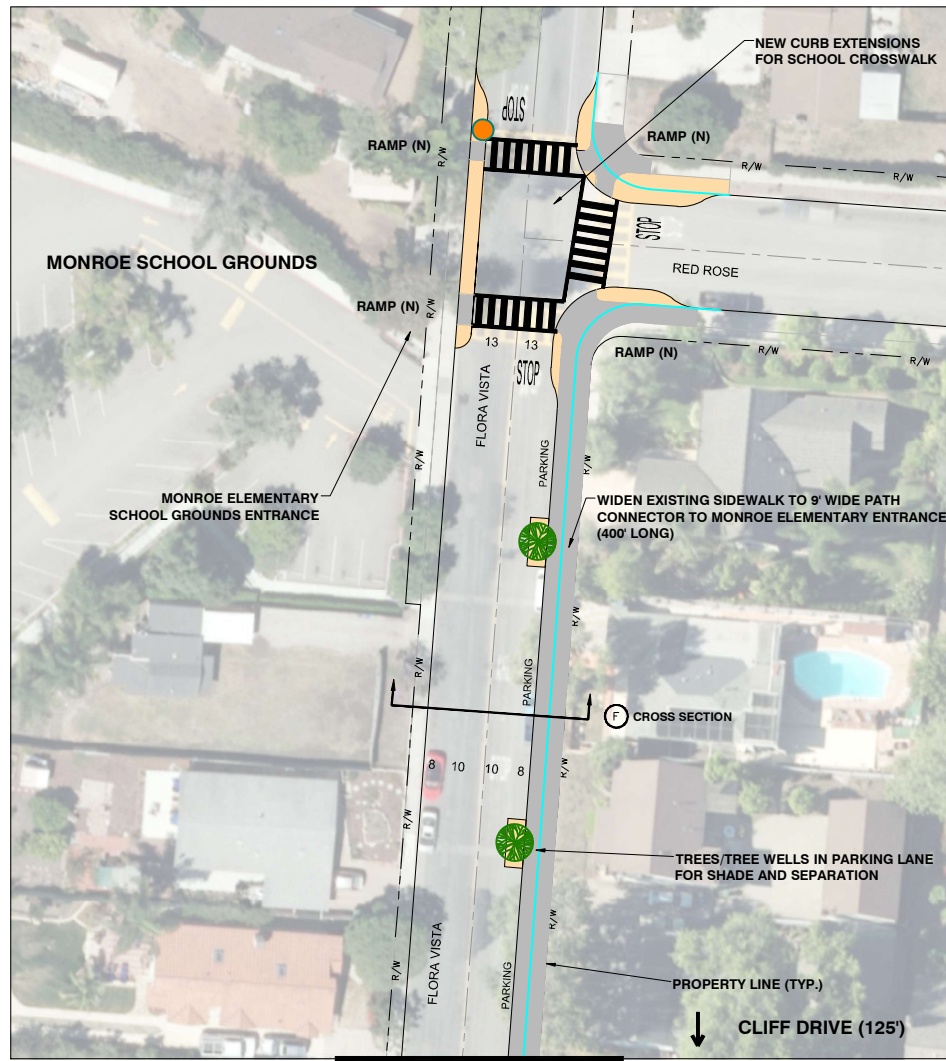 NEW CURB EXTENSIONS
FOR SCHOOL CROSSWALK
STOP
RAMP (N)
RAMP (N)
R/W
R/W
R/W
STOP
MONROE SCHOOL GROUNDS
RED ROSE
RAMP (N)
R/W
13 13
RAMP (N)
R/W
R/W
STOP
FLORA VISTA
PARKING
R/W
R/W
MONROE ELEMENTARY
SCHOOL GROUNDS ENTRANCE
WIDEN EXISTING SIDEWALK TO 9' WIDE PATH
CONNECTOR TO MONROE ELEMENTARY ENTRANCE
(400' LONG)
R/W
R/W
PARKING
F CROSS SECTION
8 10 10 8
R/W
R/W
TREES/TREE WELLS IN PARKING LANE
FOR SHADE AND SEPARATION
R/W
R/W
FLORA VISTA
PARKING
PROPERTY LINE (TYP.)
CLIFF DRIVE (125')